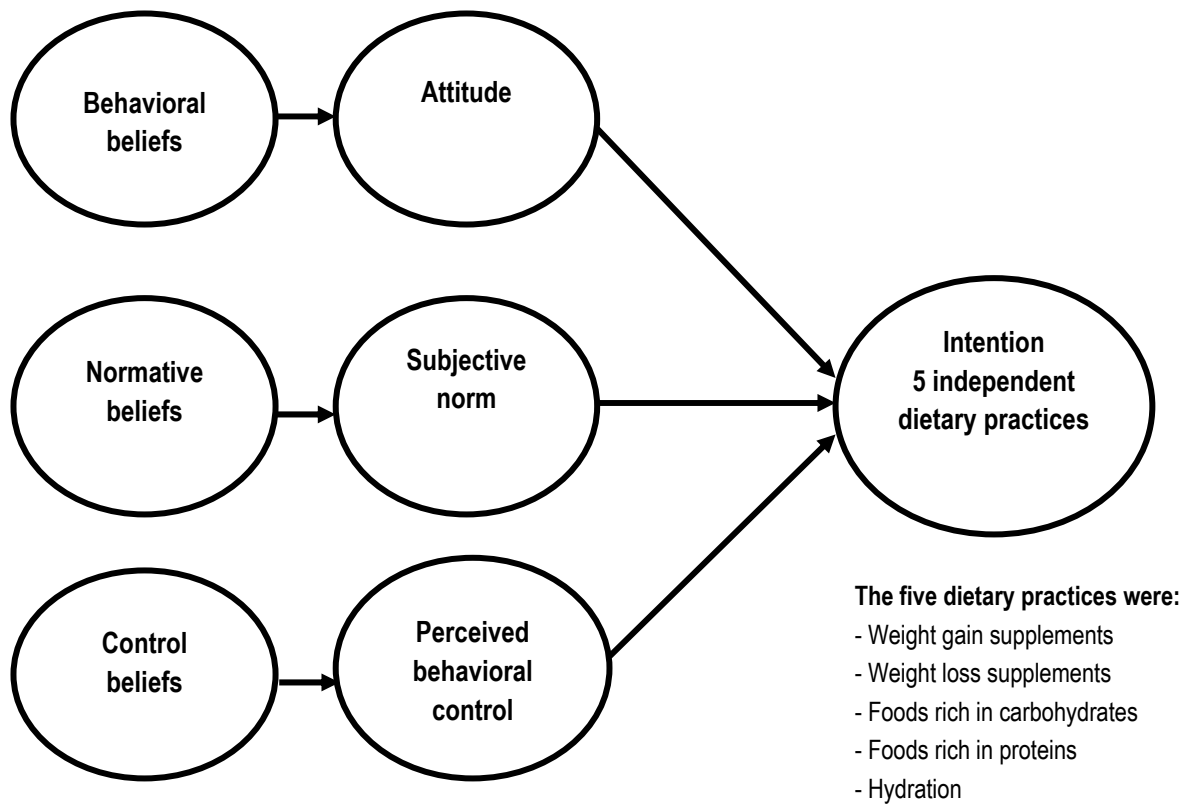 Behavioral
beliefs
Attitude
Normative
beliefs
Subjective
norm
Control
beliefs
Perceived
behavioral
control
Intention
5 independent
dietary practices
The five dietary practices were:
- Weight gain supplements
- Weight loss supplements
- Foods rich in carbohydrates
- Foods rich in proteins
- Hydration